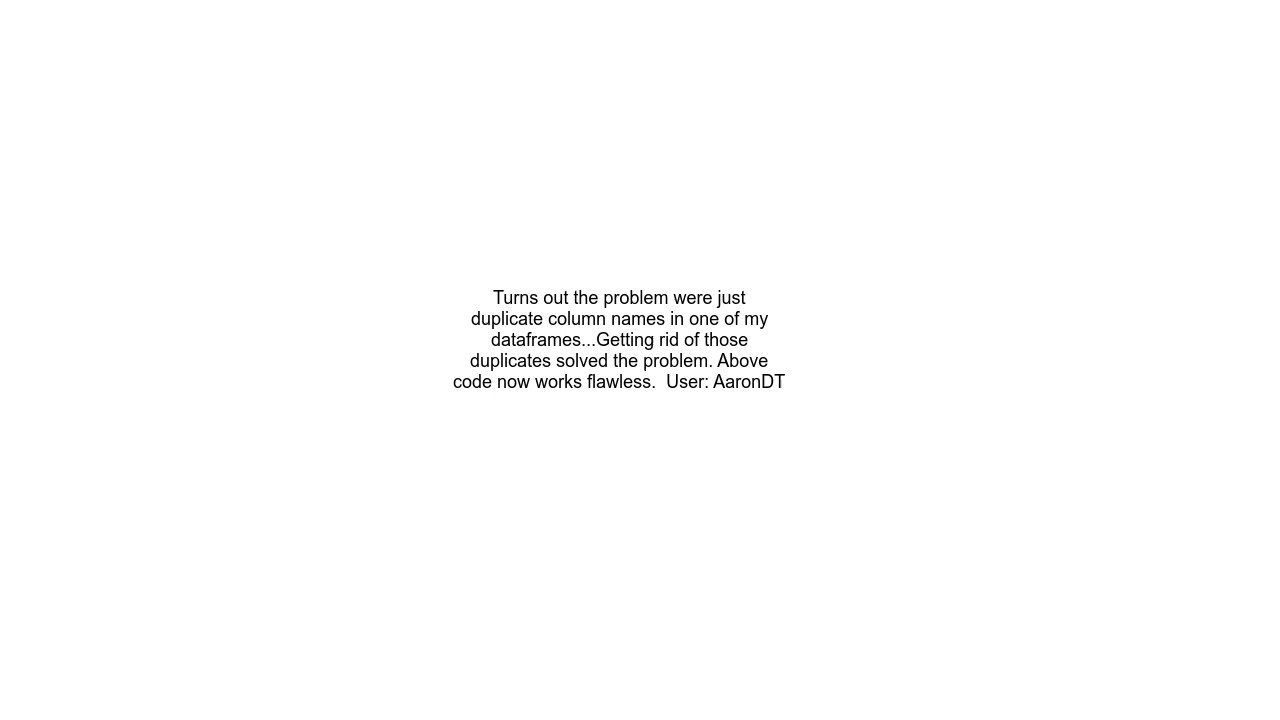 Turns out the problem were just
duplicate column names in one of my
dataframes...Getting rid of those
duplicates solved the problem. Above
code now works flawless.  User: AaronDT